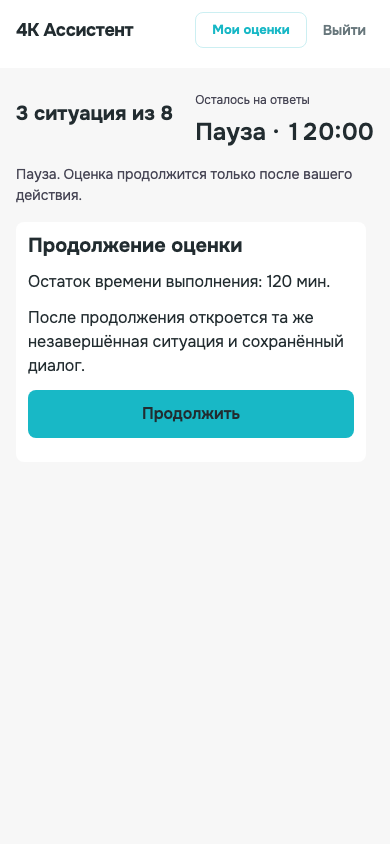 4К Ассистент
Мои оценки
Выйти
3 ситуация из 8
Осталось на ответы
Пауза · 120:00
Пауза. Оценка продолжится только после вашего
действия.
Продолжение оценки
Остаток времени выполнения: 120 мин.
После продолжения откроется та же
незавершённая ситуация и сохранённый
диалог.
Продолжить